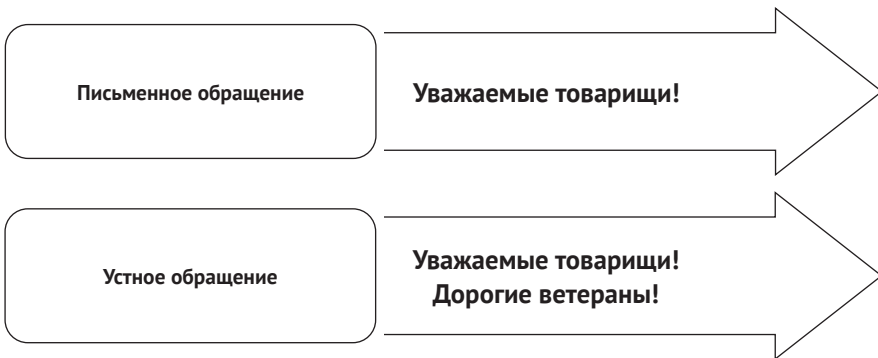 Письменное обращение
Уважаемые товарищи!
Устное обращение
Уважаемые товарищи!
Дорогие ветераны!